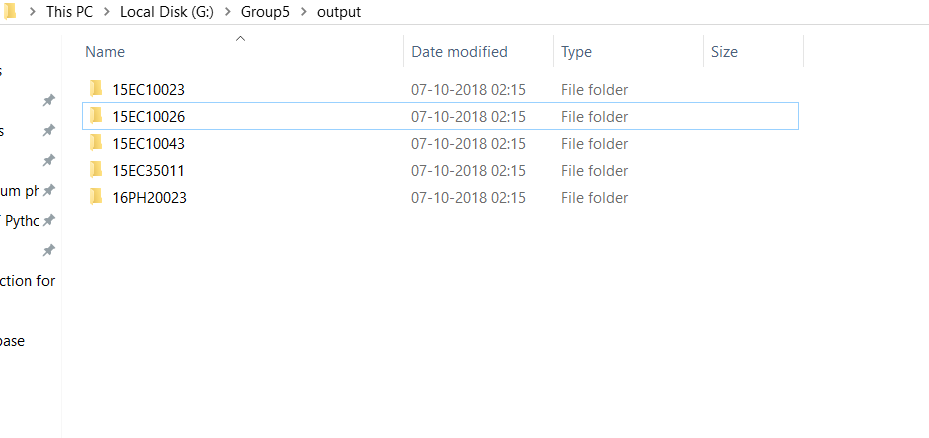 This PC > Local Disk (G:) > Group5 > output
Name Date modified Type Size
15EC10023 07-10-2018 02:15 File folder
15EC10026 07-10-2018 02:15 File folder
15EC10043 07-10-2018 02:15 File folder
15EC35011 07-10-2018 02:15 File folder
16PH20023 07-10-2018 02:15 File folder
s
s
um ph
Pythc
ction for
base